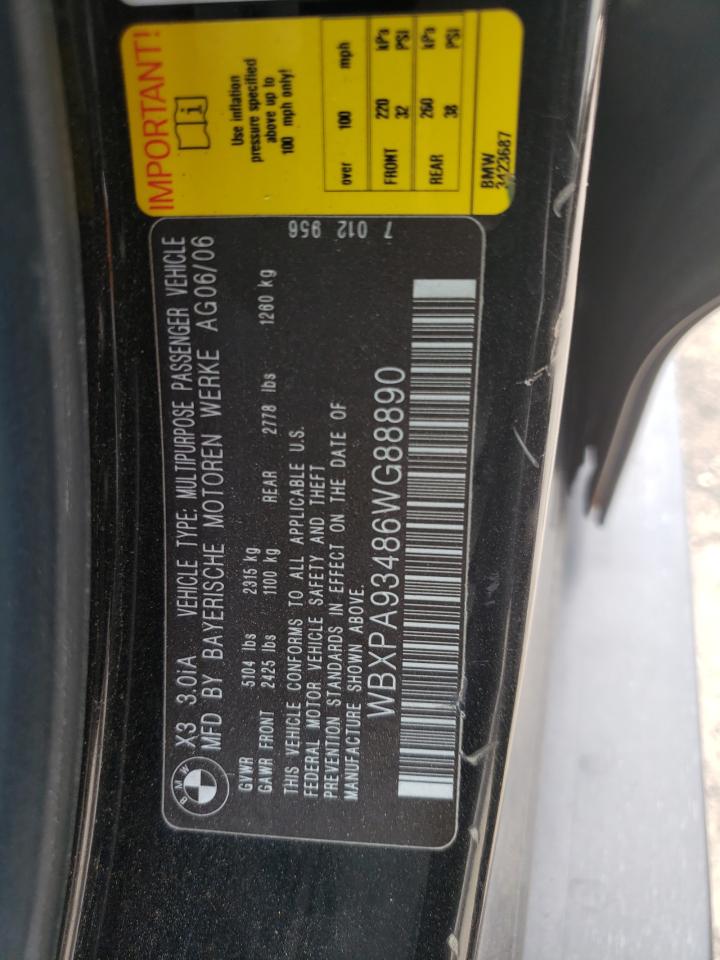 BMW
X3 3.0iA VEHICLE TYPE: MULTIPURPOSE PASSENGER VEHICLE
MFD BY BAYERISCHE MOTOREN WERKE AG06/06
GVWR 5104 lbs 2315 kg
GAWR FRONT 2425 lbs 1100 kg REAR 2778 lbs 1260 kg
THIS VEHICLE CONFORMS TO ALL APPLICABLE U.S.
FEDERAL MOTOR VEHICLE SAFETY AND THEFT
PREVENTION STANDARDS IN EFFECT ON THE DATE OF
MANUFACTURE SHOWN ABOVE.
WBXPA93486WG88890
7 012 956
IMPORTANT!
Use inflation
pressure specified
above up to
100 mph only!
over 100 mph
FRONT 220 kPa
32 PSI
REAR 260 kPa
38 PSI
BMW
3423687